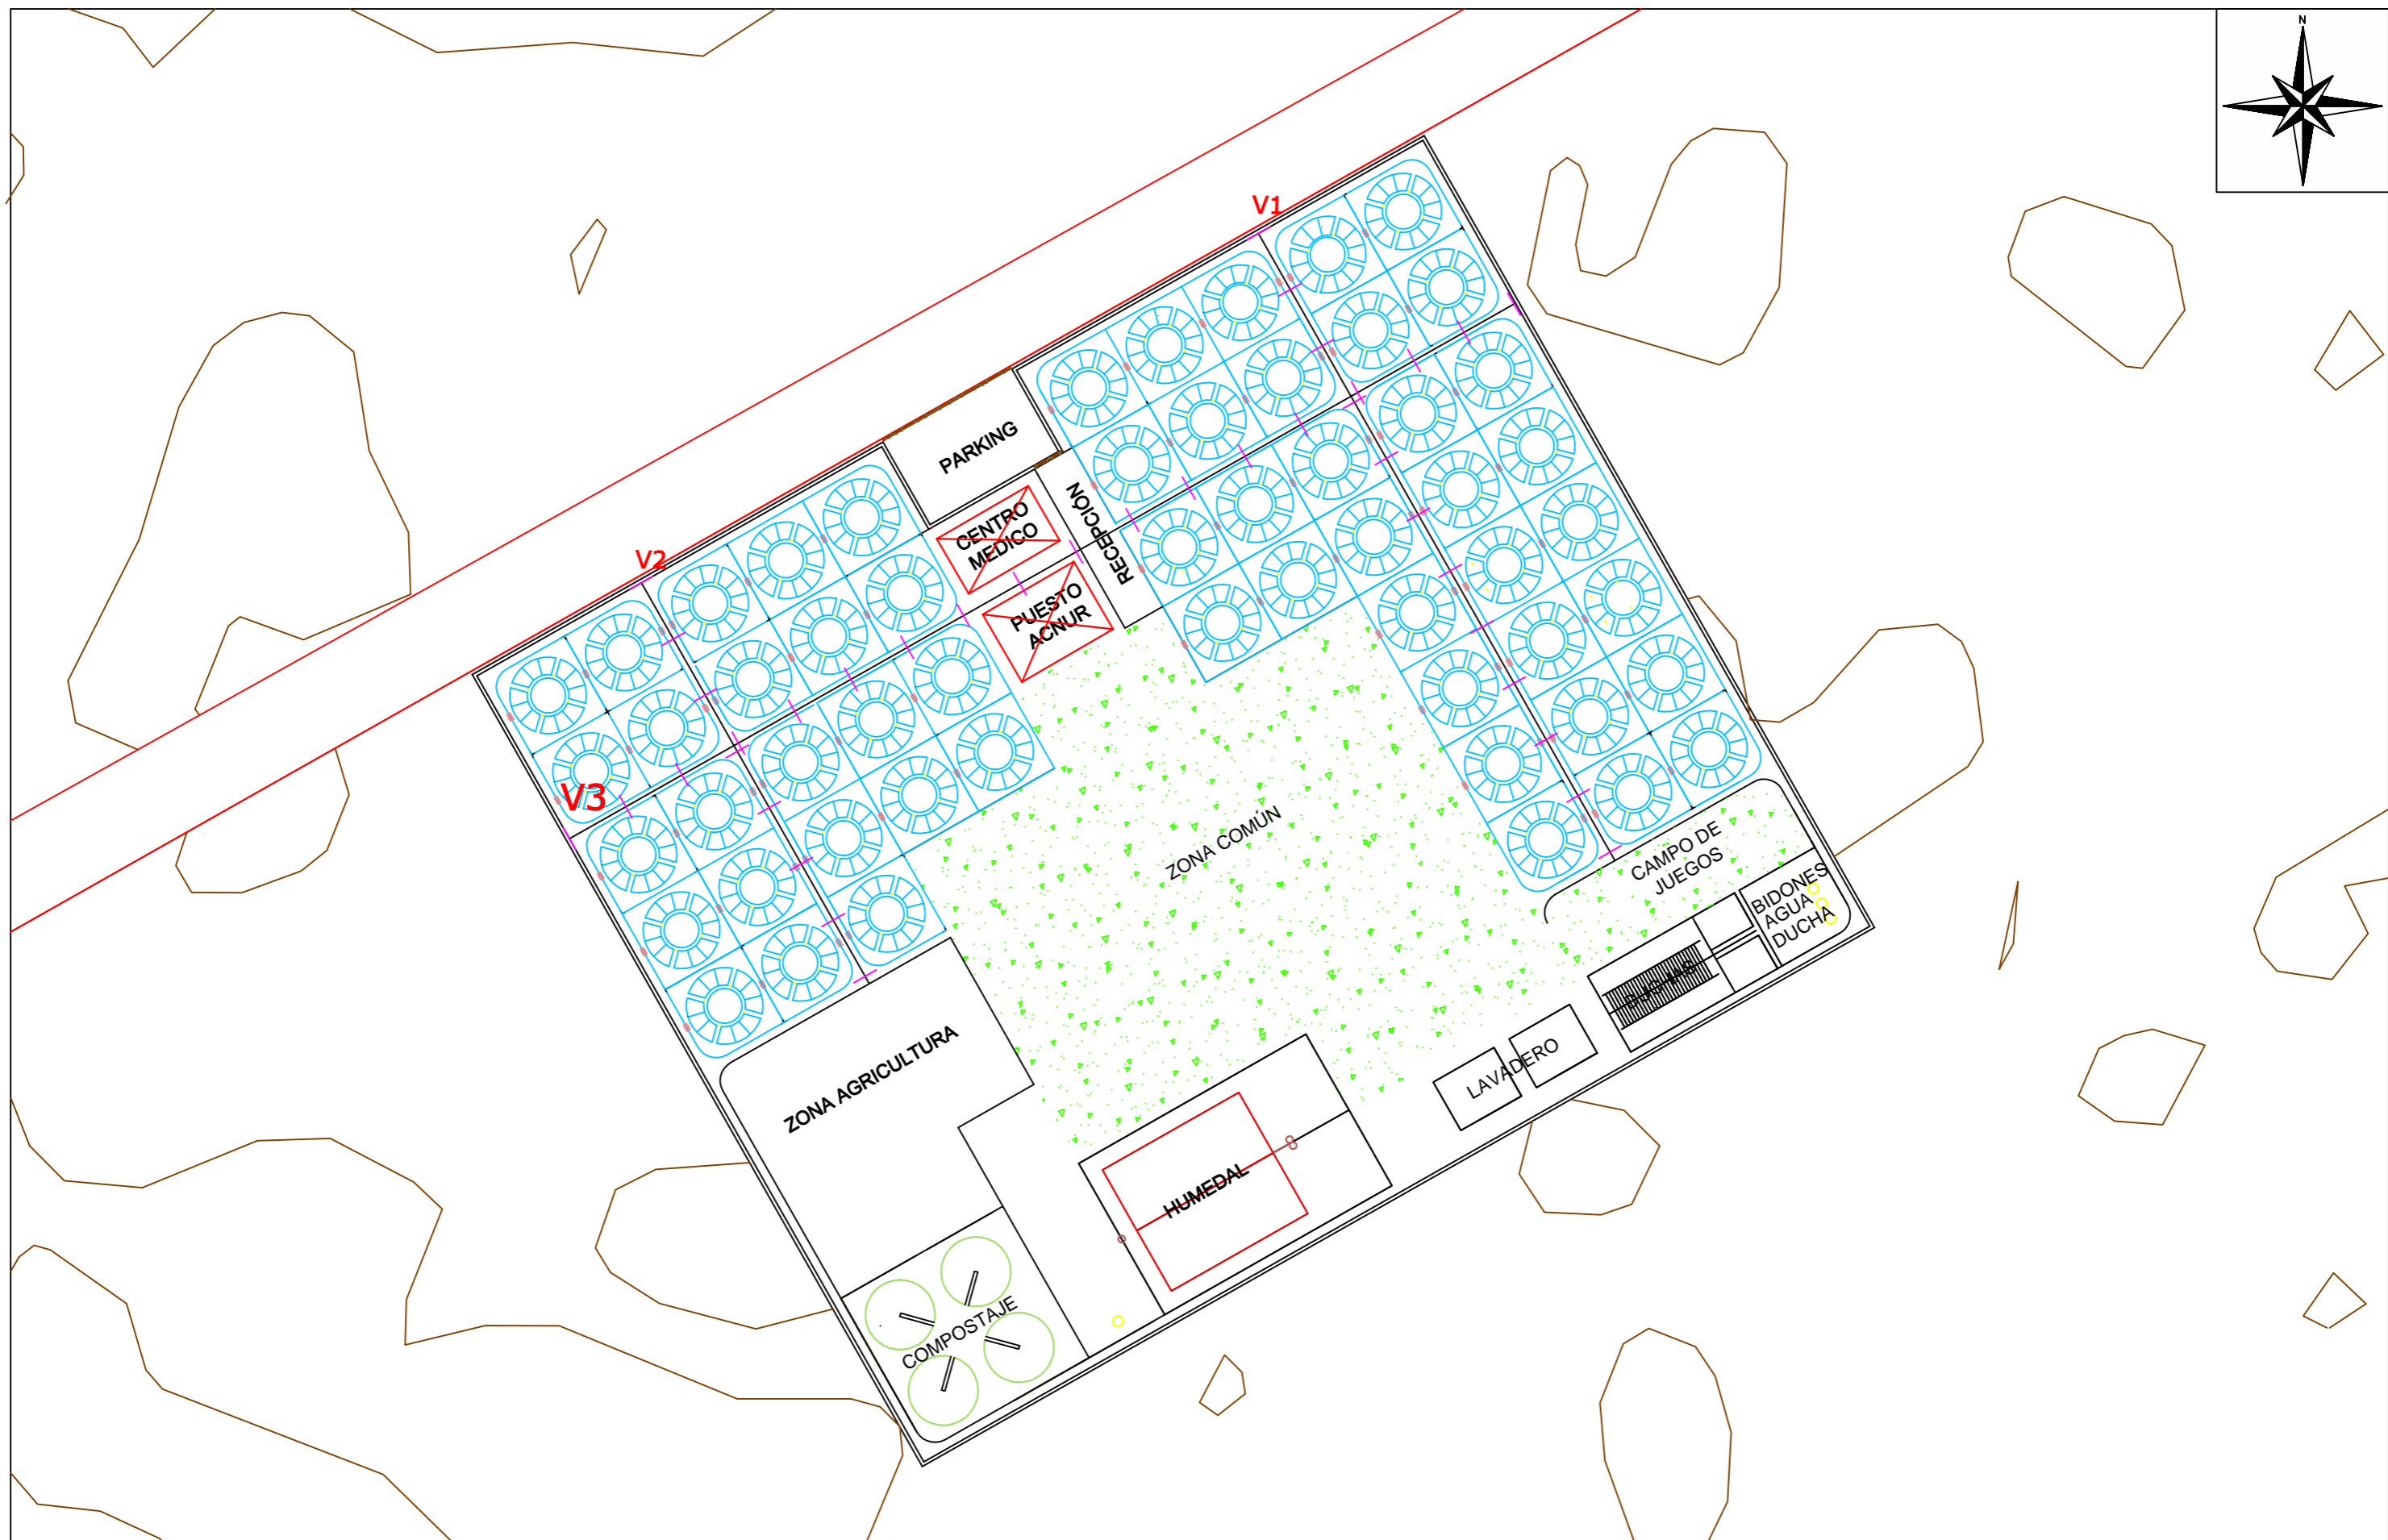 N
V1
PARKING
CENTRO
MEDICO
RECEPCIÓN
V2
PUESTO
ACNUR
V3
ZONA COMÚN
CAMPO DE
JUEGOS
BIDONES
AGUA
DUCHA
DUCHAS
LAVADERO
ZONA AGRICULTURA
HUMEDAL
COMPOSTAJE